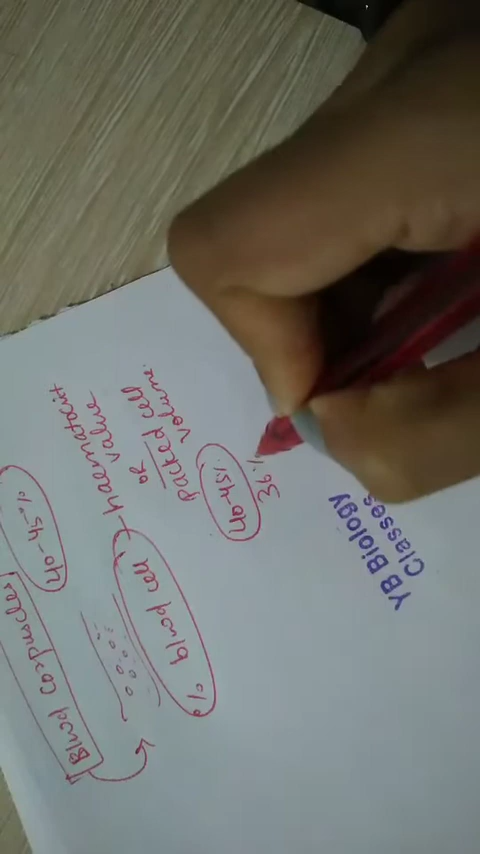 Blood corpuscles
40-45%
% blood cell → haematocrit value
or
packed cell volume.
40-45%
36%
YB Biology
Classes